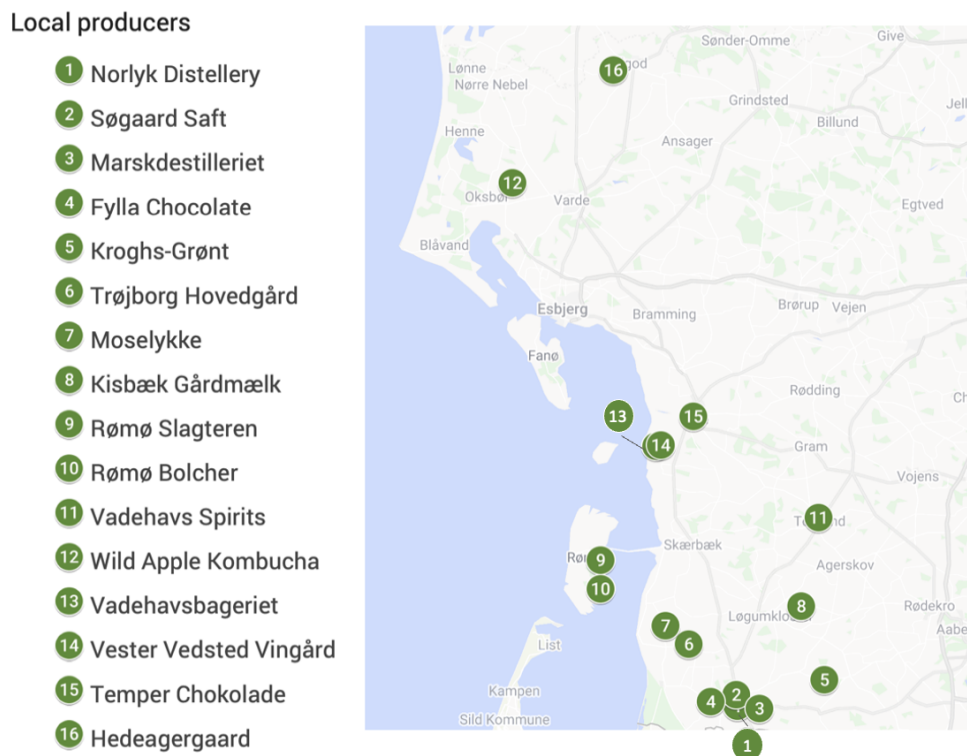 Local producers
1 Norlyk Distellery
2 Søgaard Saft
3 Marskdestilleriet
4 Fylla Chocolate
5 Kroghs-Grønt
6 Trøjborg Hovedgård
7 Moselykke
8 Kisbæk Gårdmælk
9 Rømø Slagteren
10 Rømø Bolcher
11 Vadehavs Spirits
12 Wild Apple Kombucha
13 Vadehavsbageriet
14 Vester Vedsted Vingård
15 Temper Chokolade
16 Hedeagergaard
Sønder-Omme
Give
Lønne
16
Nørre Nebel
Grindsted
Billund
Henne
Ansager
12
Oksbøl
Varde
Egtved
Blåvand
Esbjerg
Bramming
Brørup
Vejen
Fanø
Rødding
13
15
14
Gram
Vojens
11
Skærbæk
9
Agerskov
10
8
Rødekro
Løgumkloster
7
6
List
5
Kampen
4
2
3
Sild Kommune
1